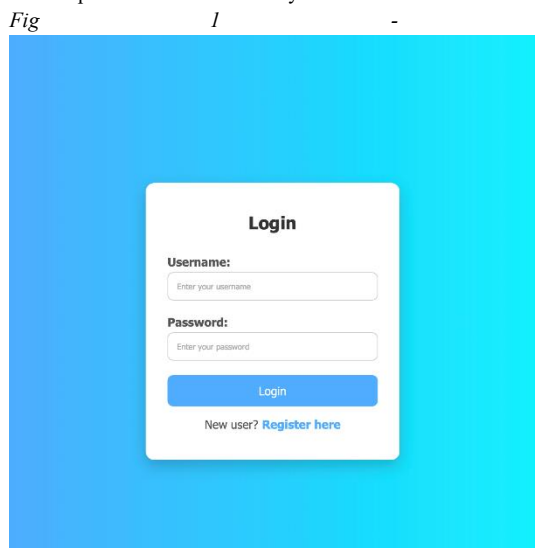 Fig 1 -
Login
Username:
Enter your username
Password:
Enter your password
Login
New user? Register here